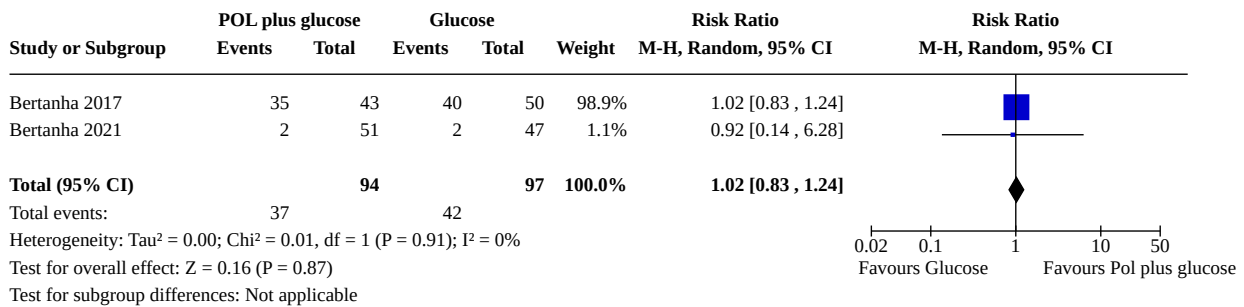 POL plus glucose Glucose Risk Ratio Risk Ratio
Study or Subgroup Events Total Events Total Weight M-H, Random, 95% CI M-H, Random, 95% CI
Bertanha 2017 35 43 40 50 98.9% 1.02 [0.83 , 1.24]
Bertanha 2021 2 51 2 47 1.1% 0.92 [0.14 , 6.28]
Total (95% CI) 94 97 100.0% 1.02 [0.83 , 1.24]
Total events: 37 42
Heterogeneity: Tau² = 0.00; Chi² = 0.01, df = 1 (P = 0.91); I² = 0%
0.02 0.1 1 10 50
Test for overall effect: Z = 0.16 (P = 0.87)
Favours Glucose Favours Pol plus glucose
Test for subgroup differences: Not applicable